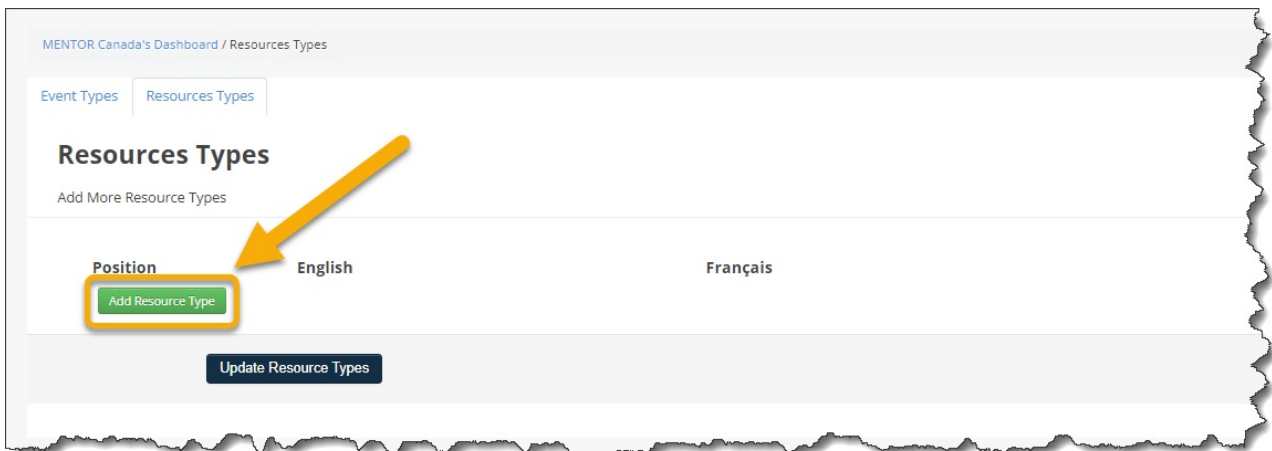 MENTOR Canada's Dashboard / Resources Types
Event Types Resources Types
Resources Types
Add More Resource Types
Position English Français
Add Resource Type
Update Resource Types